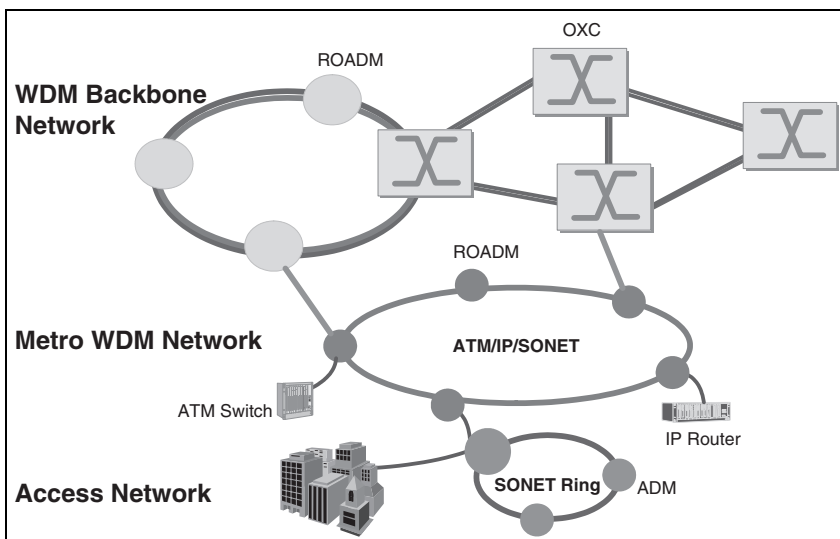 OXC
ROADM
WDM Backbone
Network
ROADM
Metro WDM Network
ATM/IP/SONET
ATM Switch
IP Router
SONET Ring
ADM
Access Network